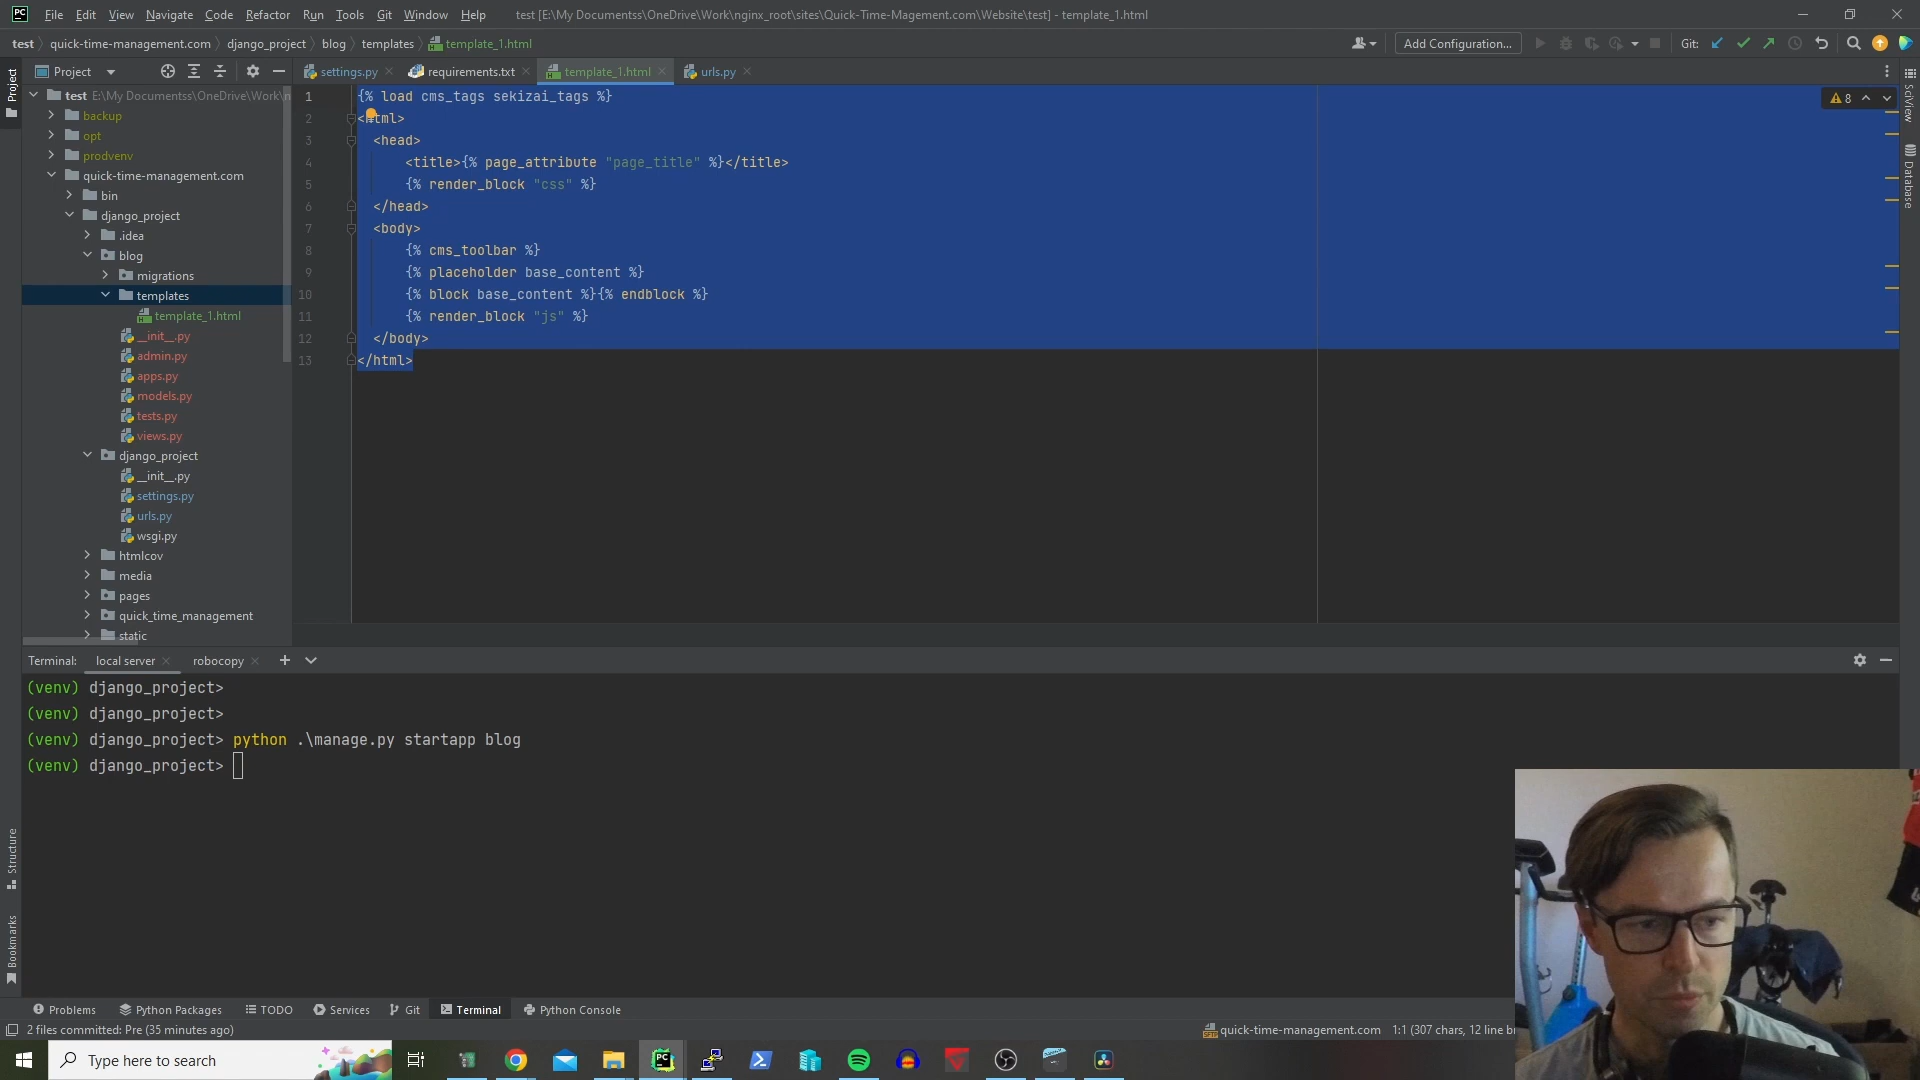 PC File Edit View Navigate Code Refactor Run Tools Git Window Help test [E:\My Documentss\OneDrive\Work\nginx_root\sites\Quick-Time-Magement.com\Website\test] - template_1.html
test quick-time-management.com django_project blog templates template_1.html Add Configuration... Git:
Project settings.py requirements.txt template_1.html urls.py
Project
test E:\My Documentss\OneDrive\Work\n
backup
opt
prodvenv
quick-time-management.com
bin
django_project
.idea
blog
migrations
templates
template_1.html
__init__.py
admin.py
apps.py
models.py
tests.py
views.py
django_project
__init__.py
settings.py
urls.py
wsgi.py
htmlcov
media
pages
quick_time_management
static
1 {% load cms_tags sekizai_tags %}
2 <html>
3 <head>
4 <title>{% page_attribute "page_title" %}</title>
5 {% render_block "css" %}
6 </head>
7 <body>
8 {% cms_toolbar %}
9 {% placeholder base_content %}
10 {% block base_content %}{% endblock %}
11 {% render_block "js" %}
12 </body>
13 </html>
8
SciView
Database
Terminal: local server robocopy
(venv) django_project>
(venv) django_project>
(venv) django_project> python .\manage.py startapp blog
(venv) django_project>
Structure
Bookmarks
Problems Python Packages TODO Services Git Terminal Python Console
2 files committed: Pre (35 minutes ago) quick-time-management.com 1:1 (307 chars, 12 line br
Type here to search PC